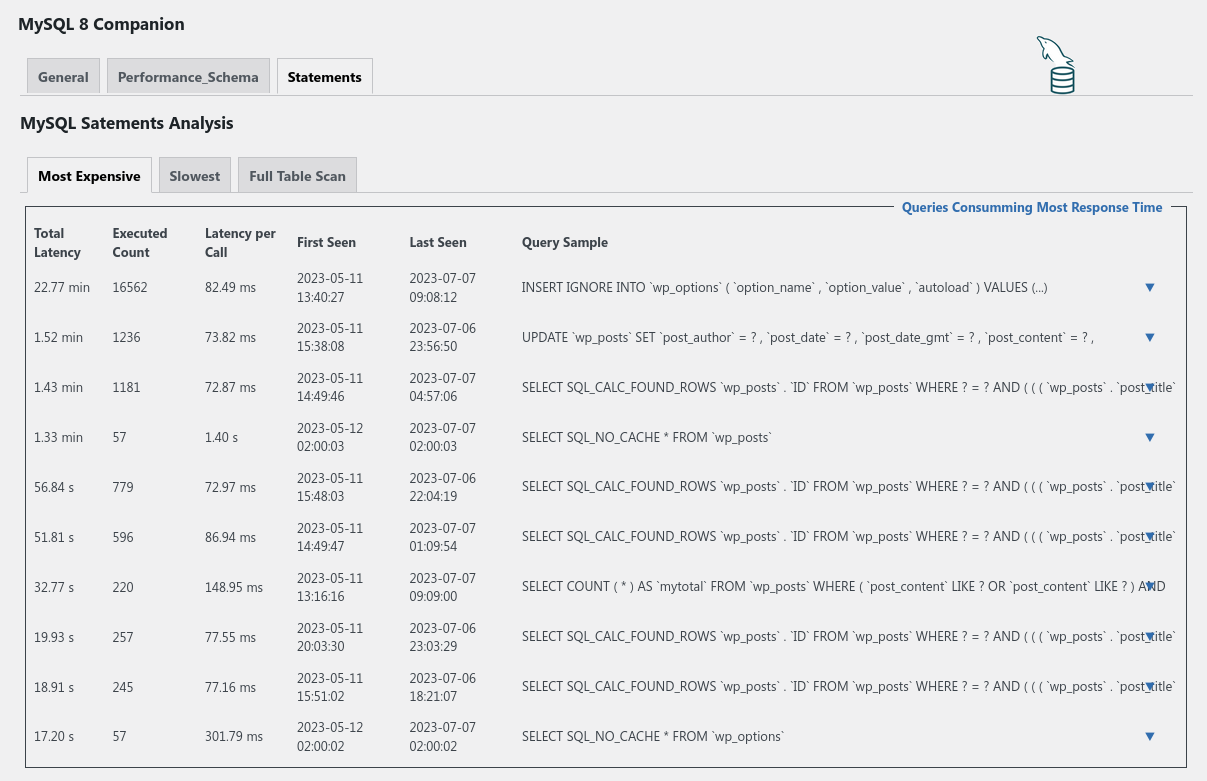 MySQL 8 Companion
General Performance_Schema Statements
MySQL Satements Analysis
Most Expensive Slowest Full Table Scan
Queries Consumming Most Response Time
Total Latency Executed Count Latency per Call First Seen Last Seen Query Sample
22.77 min 16562 82.49 ms 2023-05-11 13:40:27 2023-07-07 09:08:12 INSERT IGNORE INTO `wp_options` ( `option_name` , `option_value` , `autoload` ) VALUES (...) ▼
1.52 min 1236 73.82 ms 2023-05-11 15:38:08 2023-07-06 23:56:50 UPDATE `wp_posts` SET `post_author` = ? , `post_date` = ? , `post_date_gmt` = ? , `post_content` = ? , ▼
1.43 min 1181 72.87 ms 2023-05-11 14:49:46 2023-07-07 04:57:06 SELECT SQL_CALC_FOUND_ROWS `wp_posts` . `ID` FROM `wp_posts` WHERE ? = ? AND ( ( ( `wp_posts` . `post_title` ▼
1.33 min 57 1.40 s 2023-05-12 02:00:03 2023-07-07 02:00:03 SELECT SQL_NO_CACHE * FROM `wp_posts` ▼
56.84 s 779 72.97 ms 2023-05-11 15:48:03 2023-07-06 22:04:19 SELECT SQL_CALC_FOUND_ROWS `wp_posts` . `ID` FROM `wp_posts` WHERE ? = ? AND ( ( ( `wp_posts` . `post_title` ▼
51.81 s 596 86.94 ms 2023-05-11 14:49:47 2023-07-07 01:09:54 SELECT SQL_CALC_FOUND_ROWS `wp_posts` . `ID` FROM `wp_posts` WHERE ? = ? AND ( ( ( `wp_posts` . `post_title` ▼
32.77 s 220 148.95 ms 2023-05-11 13:16:16 2023-07-07 09:09:00 SELECT COUNT ( * ) AS `mytotal` FROM `wp_posts` WHERE ( `post_content` LIKE ? OR `post_content` LIKE ? ) AND ▼
19.93 s 257 77.55 ms 2023-05-11 20:03:30 2023-07-06 23:03:29 SELECT SQL_CALC_FOUND_ROWS `wp_posts` . `ID` FROM `wp_posts` WHERE ? = ? AND ( ( ( `wp_posts` . `post_title` ▼
18.91 s 245 77.16 ms 2023-05-11 15:51:02 2023-07-06 18:21:07 SELECT SQL_CALC_FOUND_ROWS `wp_posts` . `ID` FROM `wp_posts` WHERE ? = ? AND ( ( ( `wp_posts` . `post_title` ▼
17.20 s 57 301.79 ms 2023-05-12 02:00:02 2023-07-07 02:00:02 SELECT SQL_NO_CACHE * FROM `wp_options` ▼